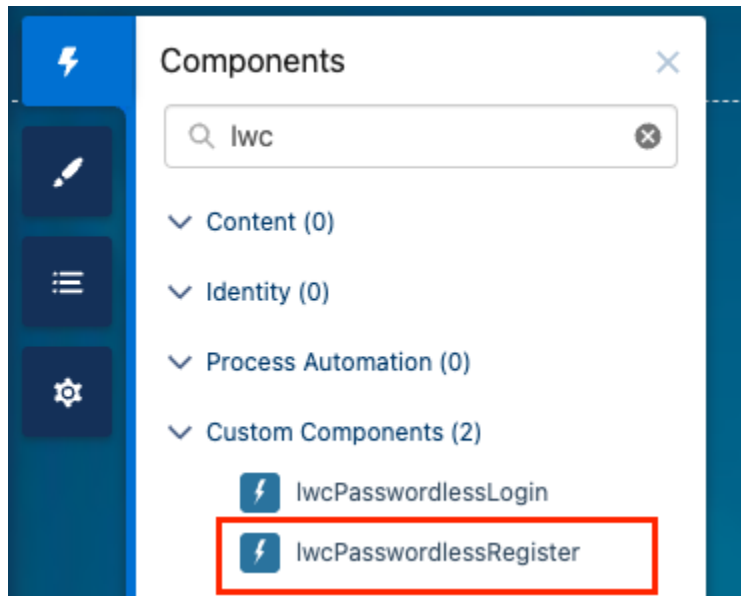 Components
lwc
Content (0)
Identity (0)
Process Automation (0)
Custom Components (2)
lwcPasswordlessLogin
lwcPasswordlessRegister